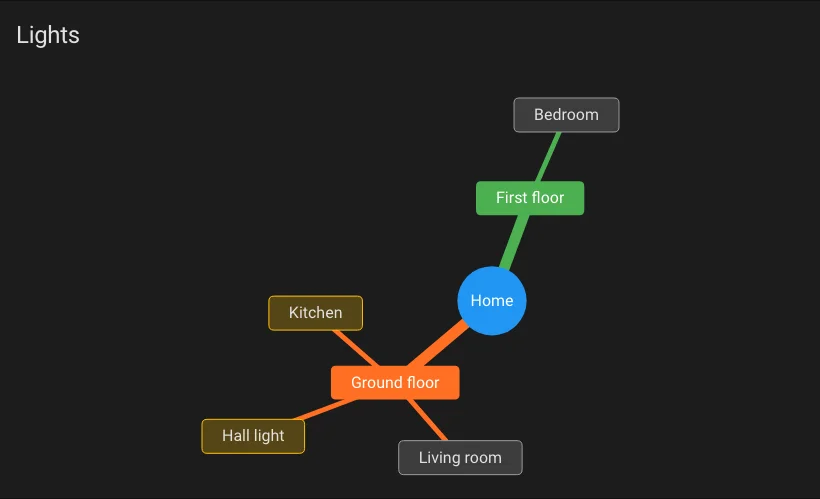 Lights
Bedroom
First floor
Home
Kitchen
Ground floor
Hall light
Living room